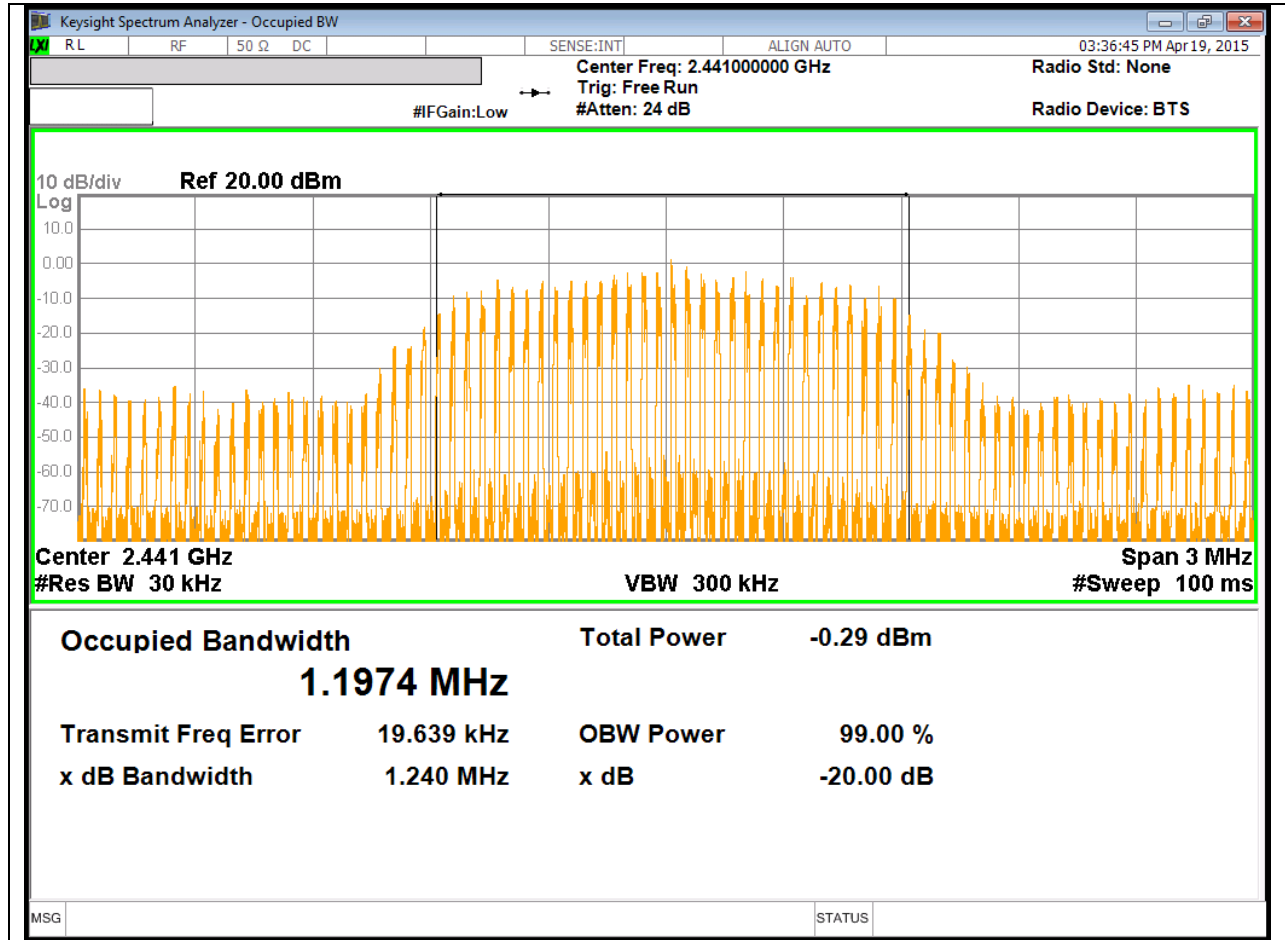 Keysight Spectrum Analyzer - Occupied BW
LXI RL RF 50 Ω DC SENSE:INT ALIGN AUTO 03:36:45 PM Apr 19, 2015
Center Freq: 2.441000000 GHz Radio Std: None
Trig: Free Run
#IFGain:Low #Atten: 24 dB Radio Device: BTS
10 dB/div Ref 20.00 dBm
Log
10.0
0.00
-10.0
-20.0
-30.0
-40.0
-50.0
-60.0
-70.0
Center 2.441 GHz Span 3 MHz
#Res BW 30 kHz VBW 300 kHz #Sweep 100 ms
Occupied Bandwidth Total Power -0.29 dBm
1.1974 MHz
Transmit Freq Error 19.639 kHz OBW Power 99.00 %
x dB Bandwidth 1.240 MHz x dB -20.00 dB
MSG STATUS